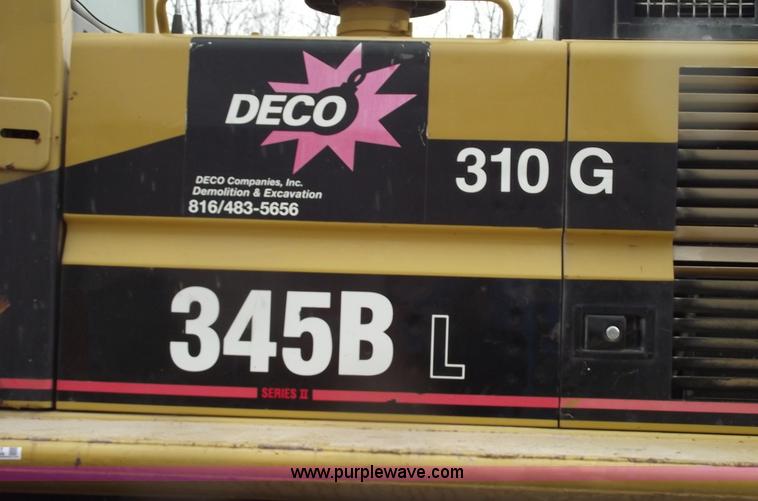 DECO
DECO Companies, Inc.
Demolition & Excavation
816/483-5656
310 G
345B L
SERIES II
www.purplewave.com